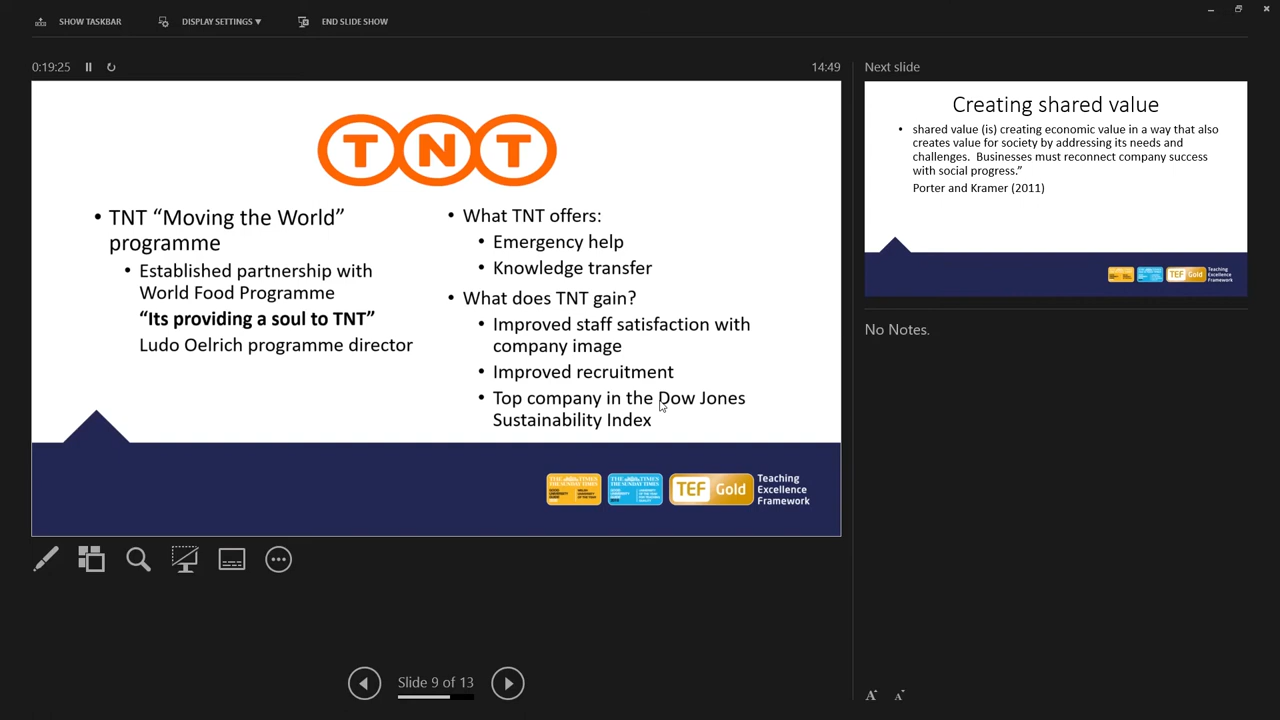 SHOW TASKBAR
DISPLAY SETTINGS ▼
END SLIDE SHOW
0:19:25
14:49
TNT
• TNT “Moving the World”
programme
• Established partnership with
World Food Programme
“Its providing a soul to TNT”
Ludo Oelrich programme director
• What TNT offers:
• Emergency help
• Knowledge transfer
• What does TNT gain?
• Improved staff satisfaction with
company image
• Improved recruitment
• Top company in the Dow Jones
Sustainability Index
THE TIMES
THE SUNDAY TIMES
THE TIMES
THE SUNDAY TIMES
TEF Gold
Teaching
Excellence
Framework
Slide 9 of 13
Next slide
Creating shared value
• shared value (is) creating economic value in a way that also
creates value for society by addressing its needs and
challenges. Businesses must reconnect company success
with social progress.”
Porter and Kramer (2011)
TEF Gold
Teaching
Excellence
Framework
No Notes.
A A